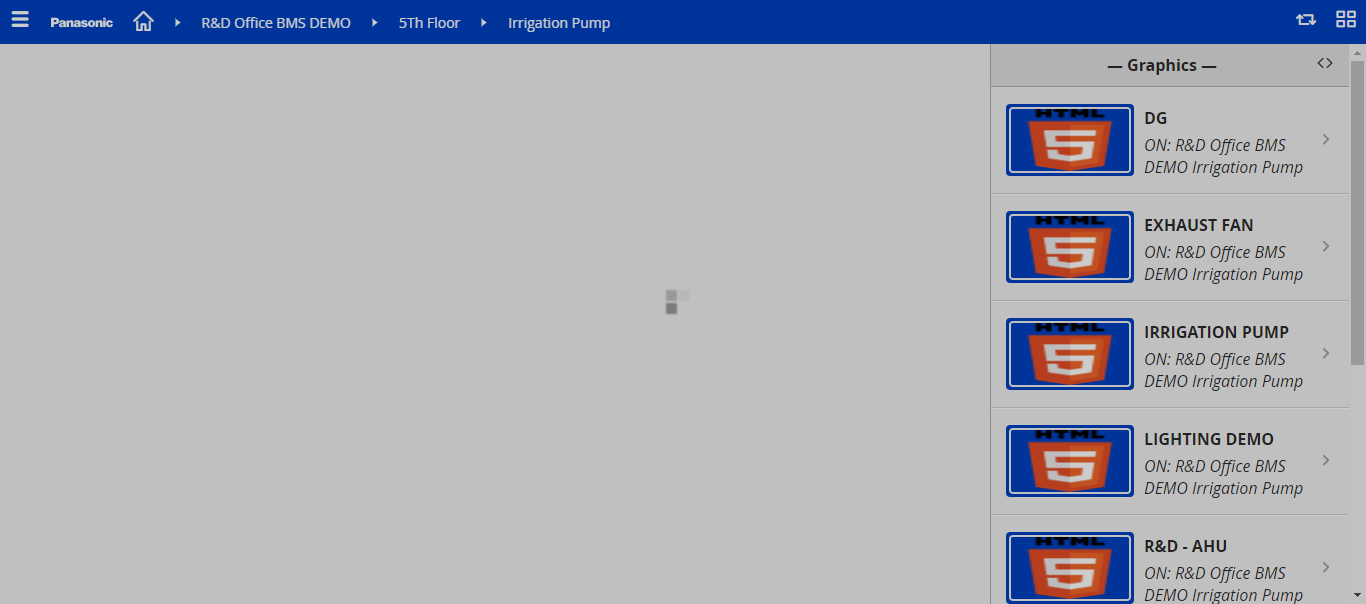 Panasonic
R&D Office BMS DEMO
5Th Floor
Irrigation Pump
— Graphics —
HTML
5
DG
ON: R&D Office BMS
DEMO Irrigation Pump
HTML
5
EXHAUST FAN
ON: R&D Office BMS
DEMO Irrigation Pump
HTML
5
IRRIGATION PUMP
ON: R&D Office BMS
DEMO Irrigation Pump
HTML
5
LIGHTING DEMO
ON: R&D Office BMS
DEMO Irrigation Pump
HTML
5
R&D - AHU
ON: R&D Office BMS
DEMO Irrigation Pump